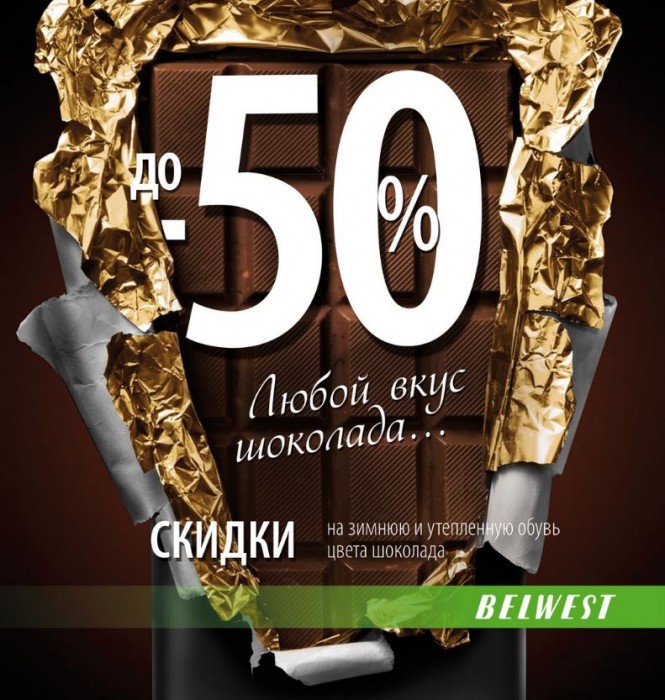 до
-50%
Любой вкус
шоколада...
СКИДКИ
на зимнюю и утепленную обувь
цвета шоколада
BELWEST